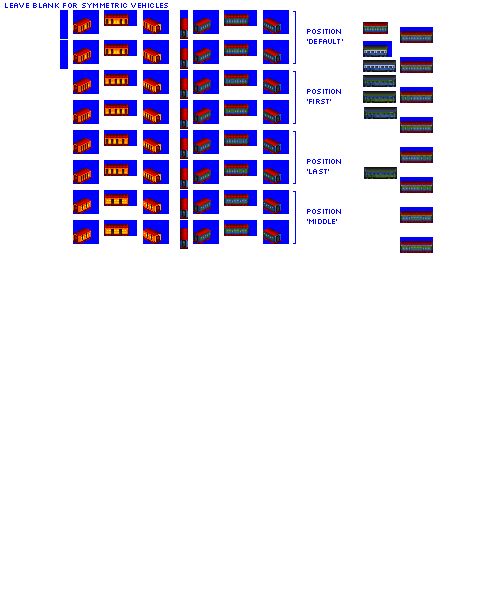 LEAVE BLANK FOR SYMMETRIC VEHICLES
POSITION
'DEFAULT'
POSITION
'FIRST'
POSITION
'LAST'
POSITION
'MIDDLE'